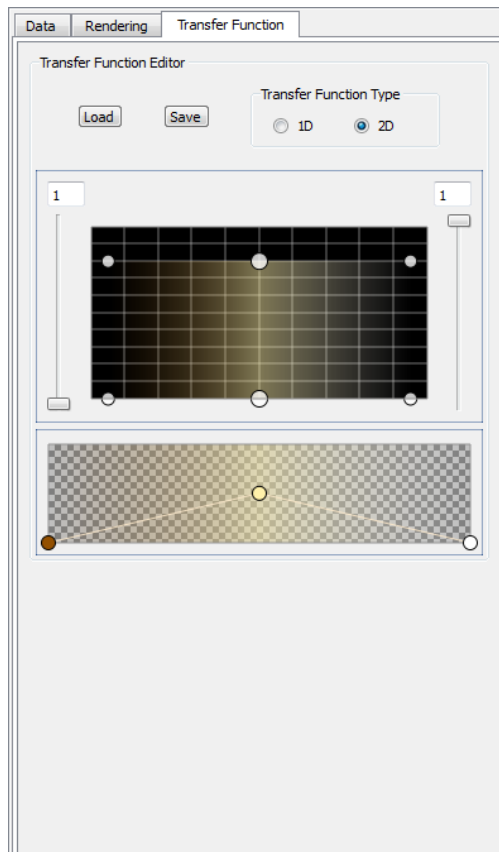 Data Rendering Transfer Function
Transfer Function Editor
Transfer Function Type
Load Save 1D 2D
1 1